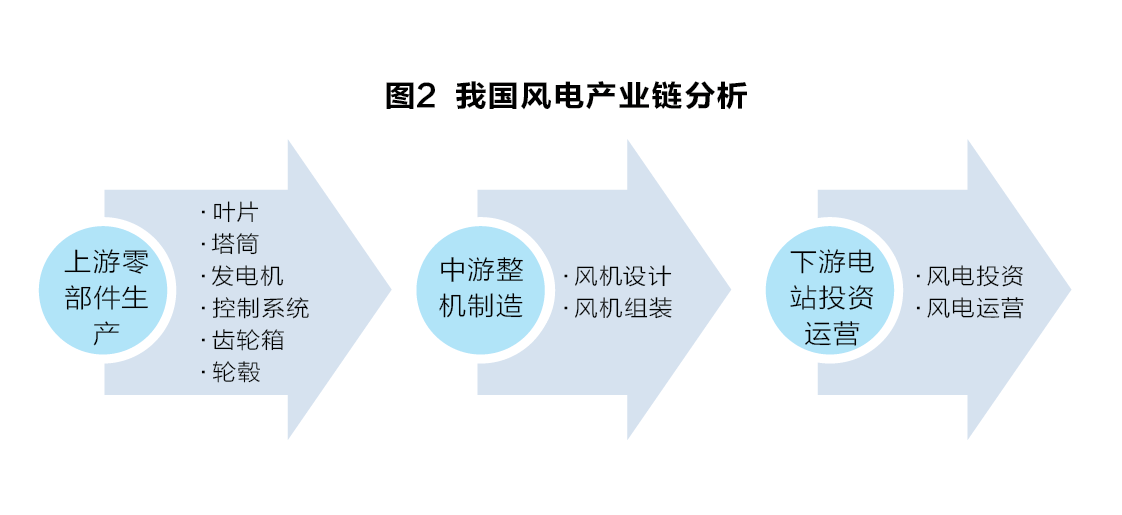 图2 我国风电产业链分析
上游零
部件生
产
· 叶片
· 塔筒
· 发电机
· 控制系统
· 齿轮箱
· 轮毂
中游整
机制造
· 风机设计
· 风机组装
下游电
站投资
运营
· 风电投资
· 风电运营